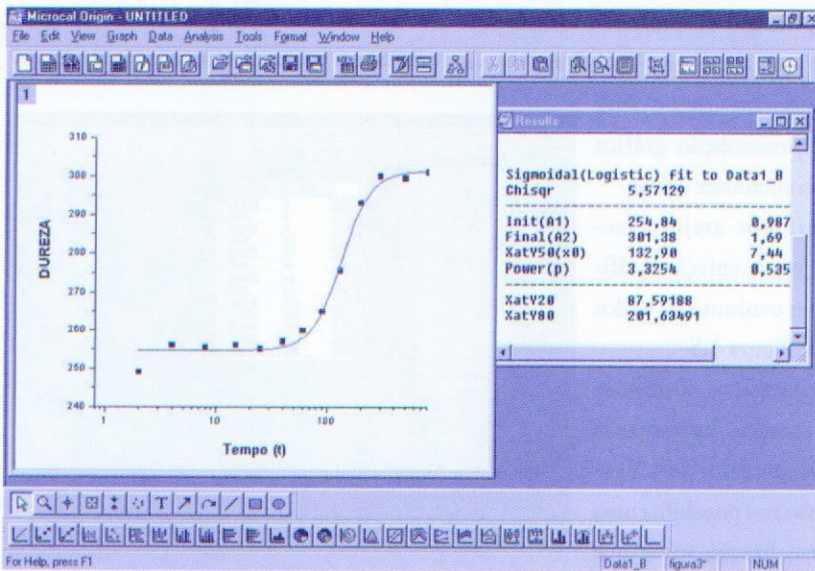 Microcal Origin - UNTITLED
File Edit View Graph Data Analysis Tools Format Window Help
1
310
300
290
280
270
260
250
240
DUREZA
1 10 100
Tempo (t)
Results
Sigmoidal(Logistic) fit to Data1_B
Chisqr 5,57129
Init(A1) 254,84 0,987
Final(A2) 301,38 1,69
XatY50(x0) 132,90 7,44
Power(p) 3,3254 0,535
XatY20 87,59188
XatY80 201,63491
T
For Help, press F1
Data1_B figura3* NUM